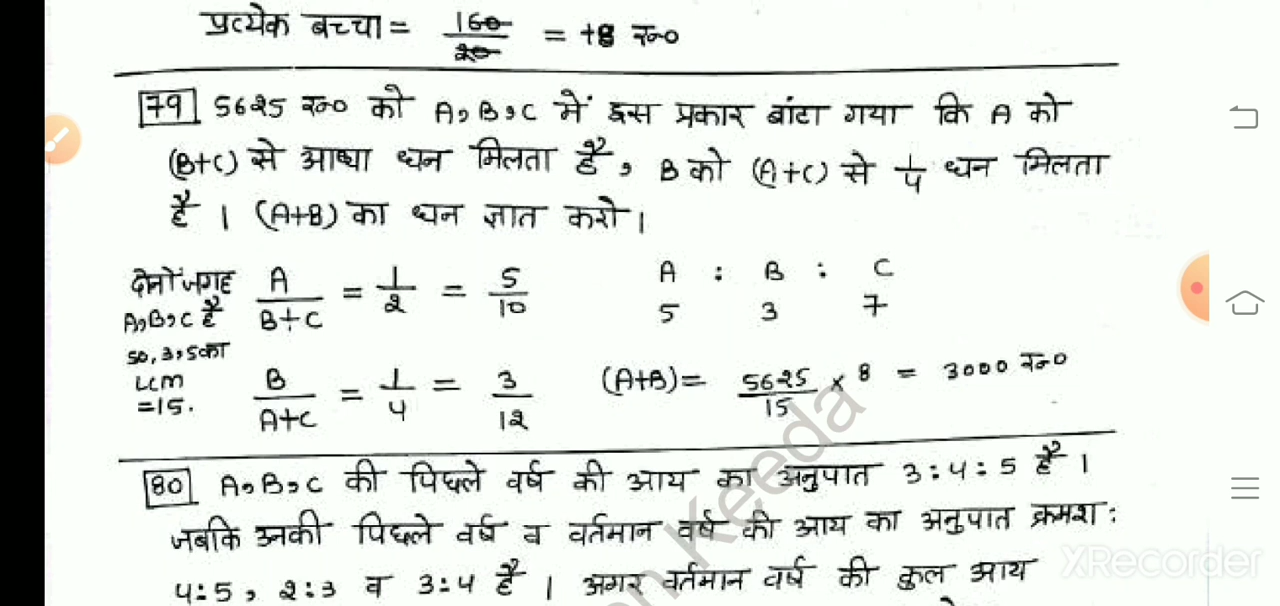 प्रत्येक बच्चा = 160/20 = +8 रु०
79 5625 रु० को A,B,C में इस प्रकार बांटा गया कि A को
(B+C) से आधा धन मिलता है, B को (A+C) से 1/4 धन मिलता
है। (A+B) का धन ज्ञात करो।
दोनों जगह A/B+C = 1/2 = 5/10 A : B : C
A,B,C है 5 3 7
so, 3,5 का
LCM B/A+C = 1/4 = 3/12 (A+B) = 5625/15 × 8 = 3000 रु०
=15.
80 A,B,C की पिछले वर्ष की आय का अनुपात 3:4:5 है।
जबकि उनकी पिछले वर्ष व वर्तमान वर्ष की आय का अनुपात क्रमश:
4:5, 2:3 व 3:4 है। अगर वर्तमान वर्ष की कुल आय
Keeda
XRecorder